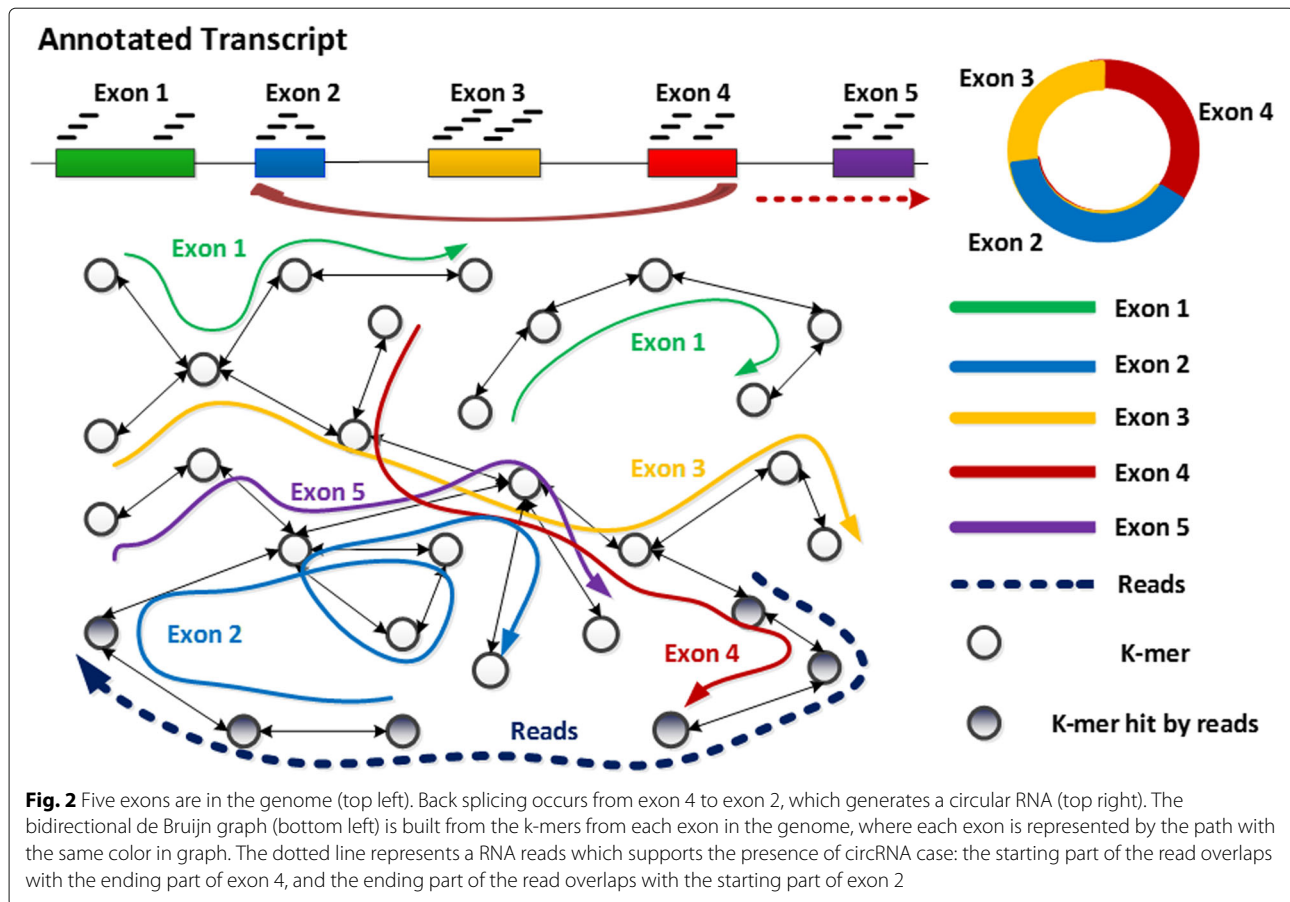 Annotated Transcript
Exon 1
Exon 2
Exon 3
Exon 4
Exon 5
Exon 3
Exon 4
Exon 2
Exon 1
Exon 1
Exon 3
Exon 5
Exon 2
Exon 4
Reads
Exon 1
Exon 2
Exon 3
Exon 4
Exon 5
Reads
K-mer
K-mer hit by reads
Fig. 2 Five exons are in the genome (top left). Back splicing occurs from exon 4 to exon 2, which generates a circular RNA (top right). The
bidirectional de Bruijn graph (bottom left) is built from the k-mers from each exon in the genome, where each exon is represented by the path with
the same color in graph. The dotted line represents a RNA reads which supports the presence of circRNA case: the starting part of the read overlaps
with the ending part of exon 4, and the ending part of the read overlaps with the starting part of exon 2